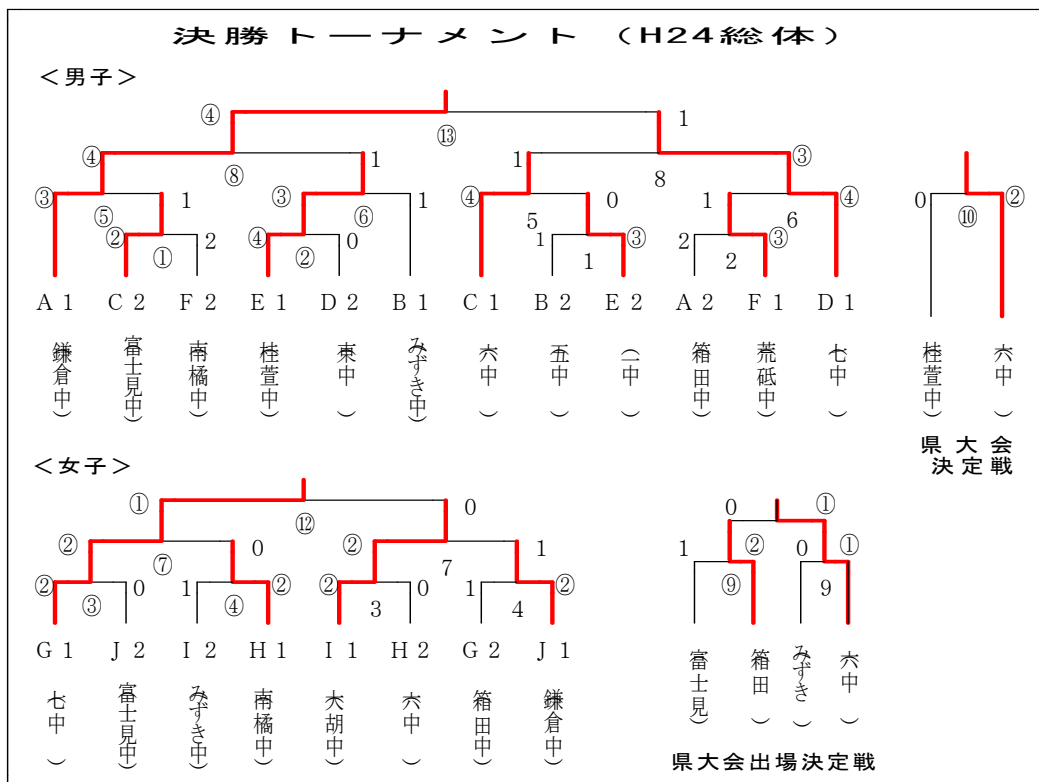 決勝トーナメント（H24総体）
＜男子＞
④ ⑬ 1
④ ⑧ 1 1 8 ③
③ ⑤ 1 ③ ⑥ 1 ④ 5 0 1 6 ④ 0 ⑩ ②
② ① 2 ④ ② 0 1 1 ③ 2 2 ③
A1 C2 F2 E1 D2 B1 C1 B2 E2 A2 F1 D1
（鎌倉中）
（富士見中）
（南橘中）
（桂萱中）
（東中）
（みずき中）
（六中）
（五中）
（二中）
（箱田中）
（荒砥中）
（七中）
（桂萱中）
（六中）
県大会
決定戦
＜女子＞
① ⑫ 0
② ⑦ 0 ② 7 1
② ③ 0 1 ④ ② ② 3 0 1 4 ②
G1 J2 I2 H1 I1 H2 G2 J1
（七中）
（富士見中）
（みずき中）
（南橘中）
（大胡中）
（六中）
（箱田中）
（鎌倉中）
0 ①
1 ② 0 ①
⑨ 9
（富士見）
（箱田）
（みずき）
（六中）
県大会出場決定戦